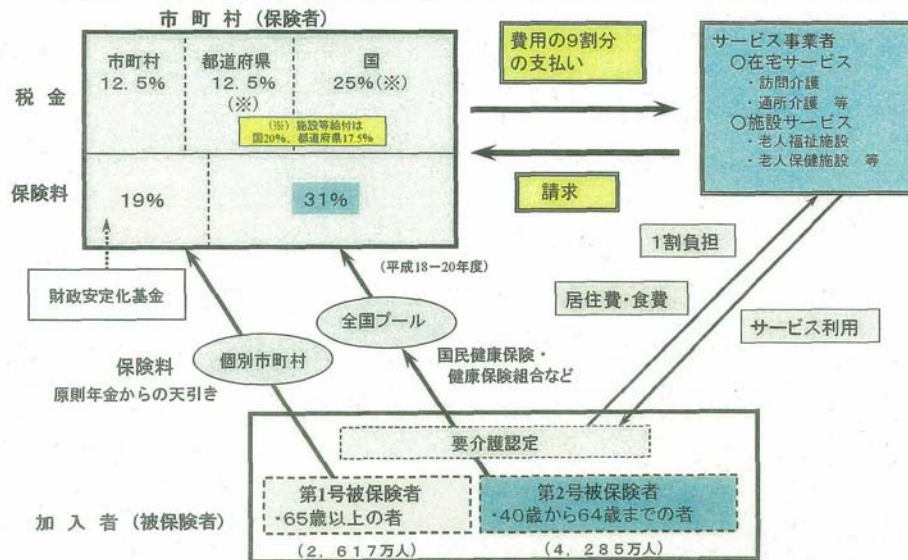 市 町 村 (保険者)
市町村
12.5%
都道府県
12.5%
(※)
国
25%(※)
税 金
(※) 施設等給付は
国20%、都道府県17.5%
保険料
19%
31%
費用の9割分
の支払い
請求
サービス事業者
○在宅サービス
・訪問介護
・通所介護 等
○施設サービス
・老人福祉施設
・老人保健施設 等
財政安定化基金
(平成18-20年度)
1割負担
居住費・食費
サービス利用
全国プール
個別市町村
保険料
原則年金からの天引き
国民健康保険・
健康保険組合など
要介護認定
加 入 者 (被保険者)
第1号被保険者
・65歳以上の者
第2号被保険者
・40歳から64歳までの者
(2,617万人)
(4,285万人)